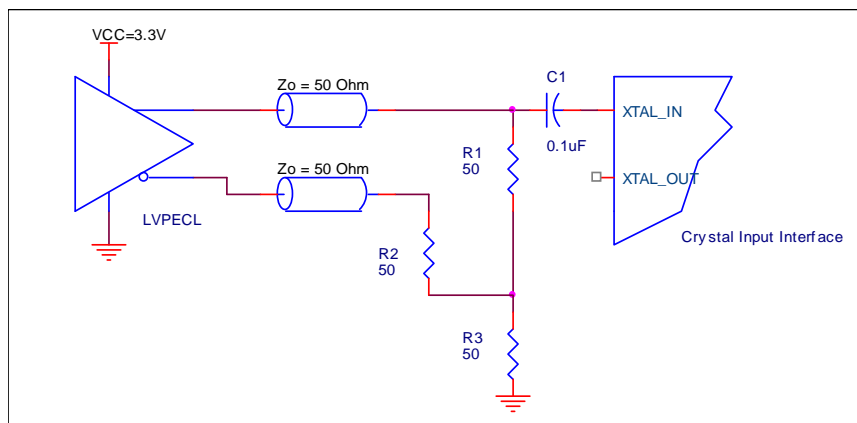 VCC=3.3V
Zo = 50 Ohm
C1
XTAL_IN
0.1uF
R1
50
Zo = 50 Ohm
XTAL_OUT
LVPECL
Crystal Input Interface
R2
50
R3
50